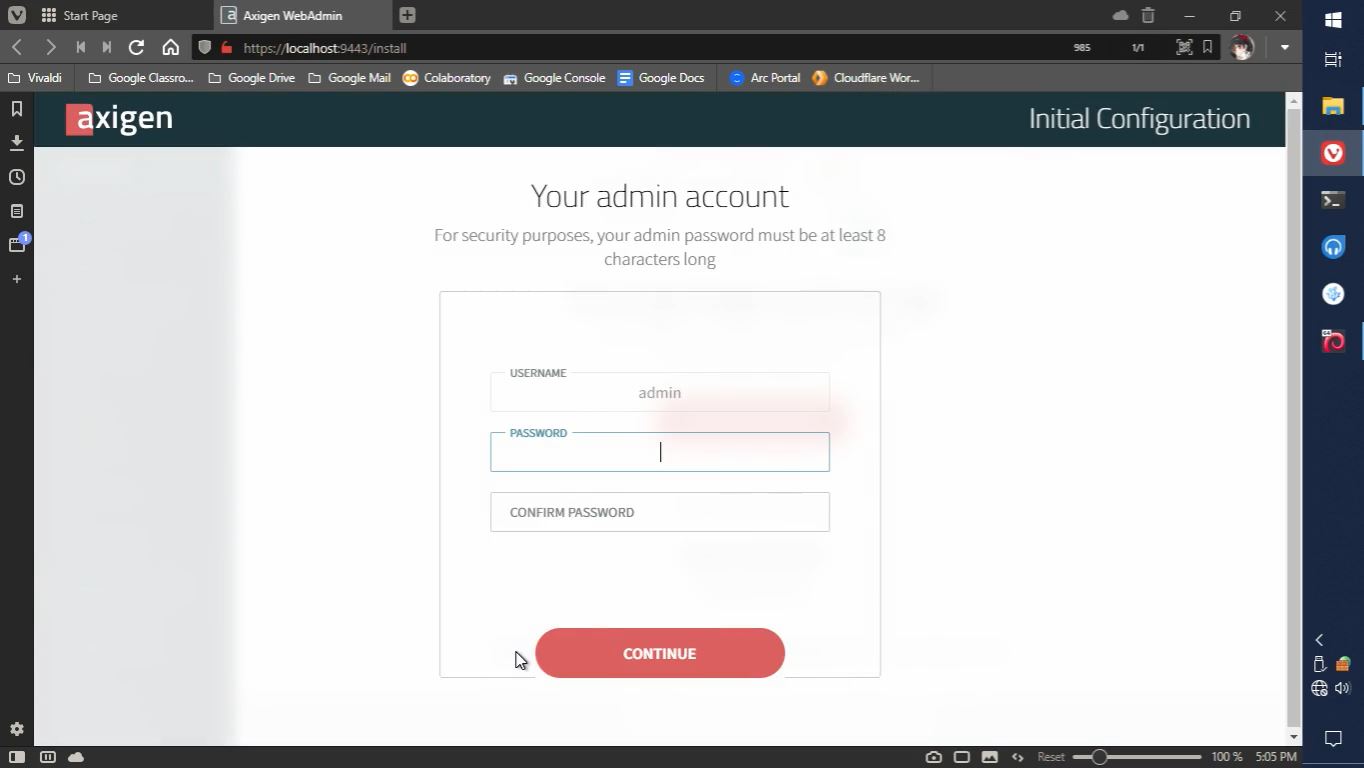 Start Page
Axigen WebAdmin
https://localhost:9443/install
985
1/1
Vivaldi
Google Classro...
Google Drive
Google Mail
Colaboratory
Google Console
Google Docs
Arc Portal
Cloudflare Wor...
axigen
Initial Configuration
Your admin account
For security purposes, your admin password must be at least 8
characters long
USERNAME
admin
PASSWORD
CONFIRM PASSWORD
CONTINUE
1
Reset
100 %
5:05 PM